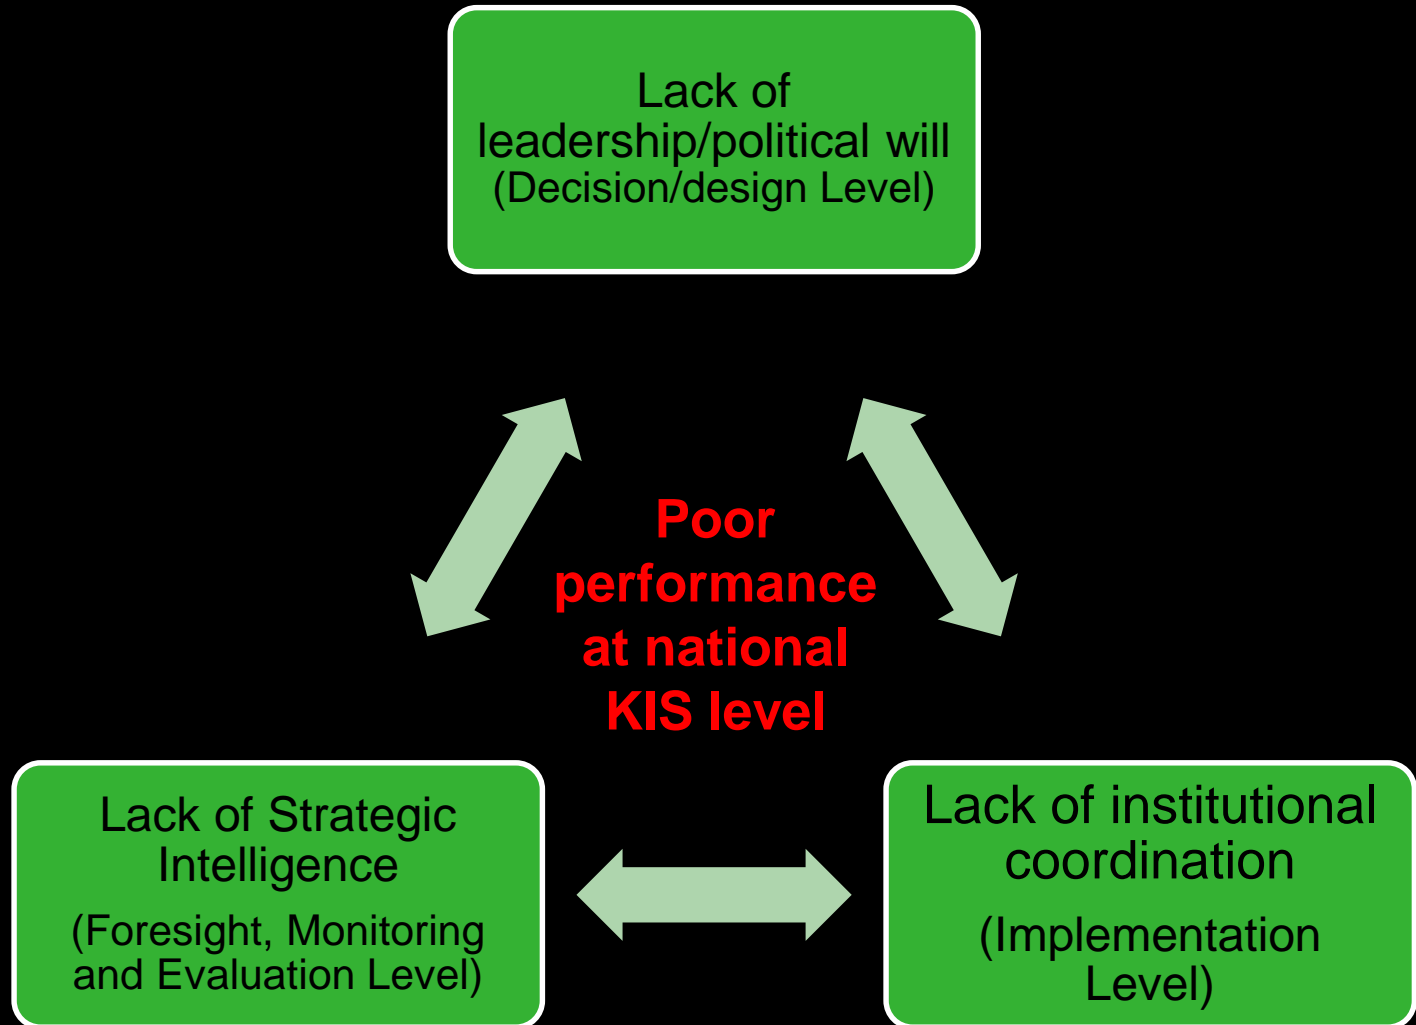 Lack of
leadership/political will
(Decision/design Level)
Poor
performance
at national
KIS level
Lack of Strategic
Intelligence
(Foresight, Monitoring
and Evaluation Level)
Lack of institutional
coordination
(Implementation
Level)